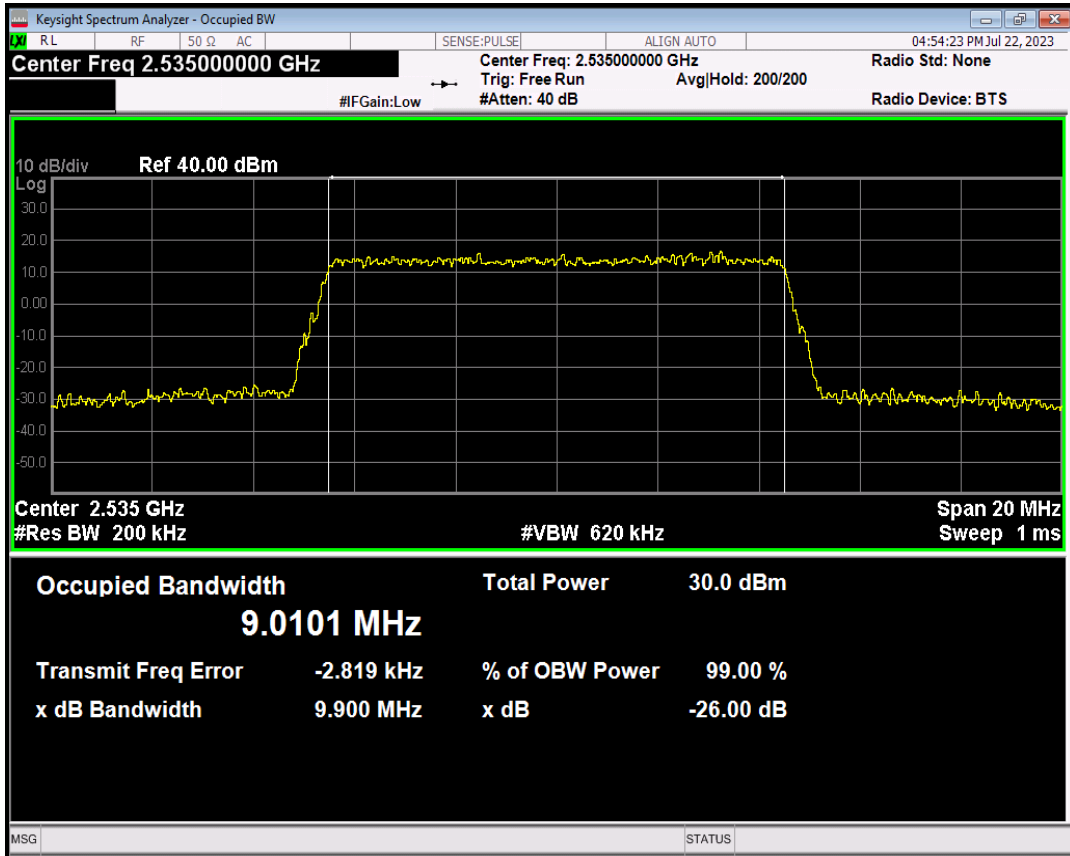 Keysight Spectrum Analyzer - Occupied BW
LXI RL RF 50 Ω AC SENSE:PULSE ALIGN AUTO 04:54:23 PM Jul 22, 2023
Center Freq 2.535000000 GHz Center Freq: 2.535000000 GHz Radio Std: None
Trig: Free Run Avg|Hold: 200/200
#IFGain:Low #Atten: 40 dB Radio Device: BTS
10 dB/div Ref 40.00 dBm
Log
30.0
20.0
10.0
0.00
-10.0
-20.0
-30.0
-40.0
-50.0
Center 2.535 GHz Span 20 MHz
#Res BW 200 kHz #VBW 620 kHz Sweep 1 ms
Occupied Bandwidth Total Power 30.0 dBm
9.0101 MHz
Transmit Freq Error -2.819 kHz % of OBW Power 99.00 %
x dB Bandwidth 9.900 MHz x dB -26.00 dB
MSG STATUS